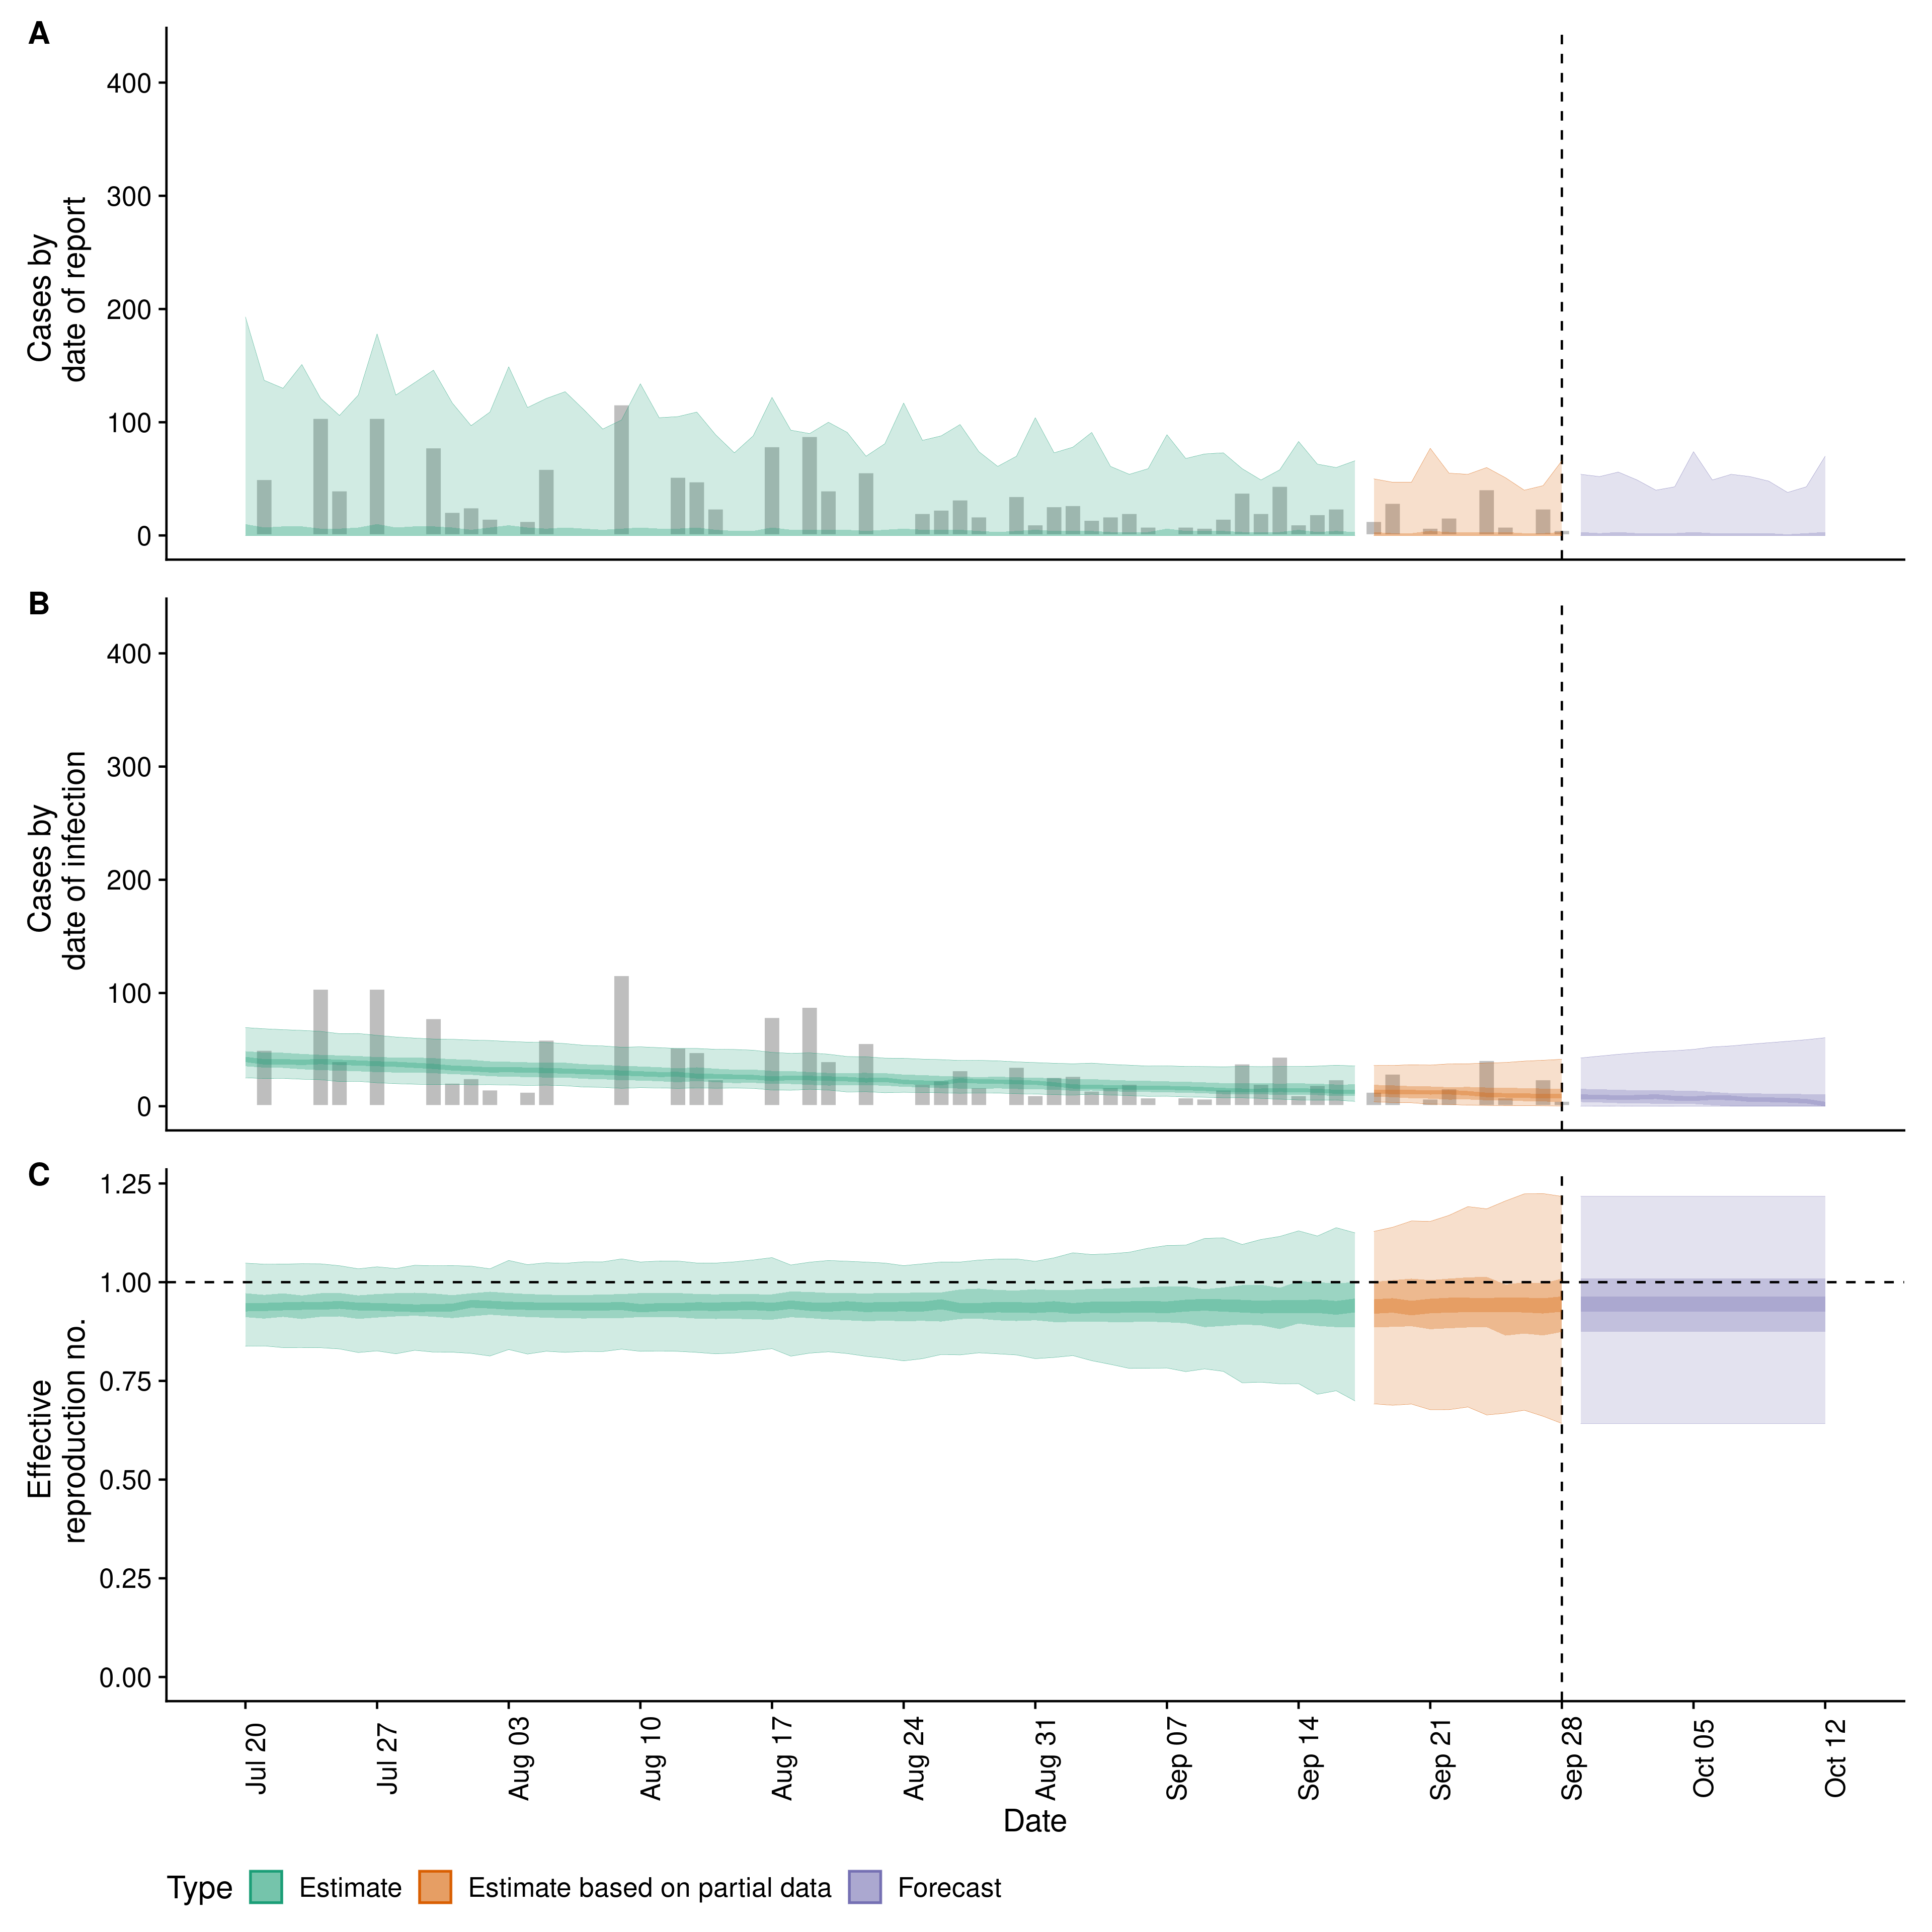 A
400
300
200
100
0
Cases by
date of report
B
400
300
200
100
0
Cases by
date of infection
C
1.25
1.00
0.75
0.50
0.25
0.00
Effective
reproduction no.
Jul 20
Jul 27
Aug 03
Aug 10
Aug 17
Aug 24
Aug 31
Sep 07
Sep 14
Sep 21
Sep 28
Oct 05
Oct 12
Date
Type Estimate Estimate based on partial data Forecast